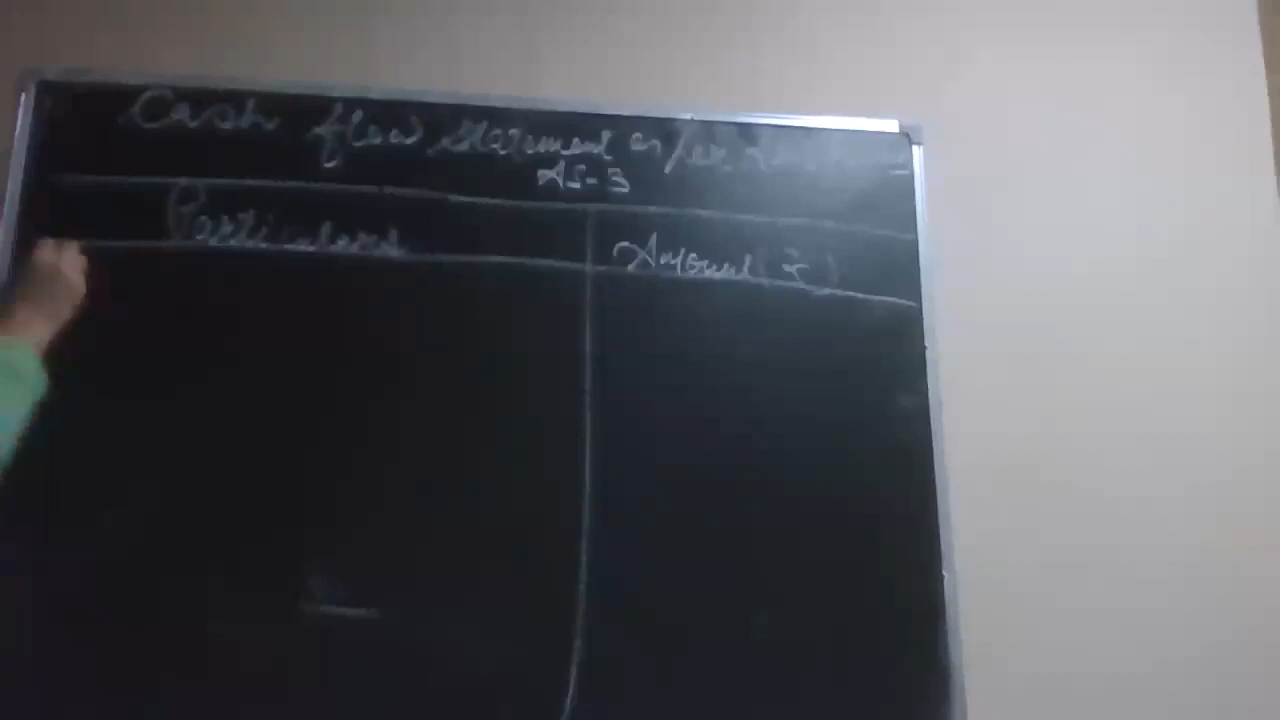 Cash flow statement as per
AS-3
Particulars
Amount (₹)